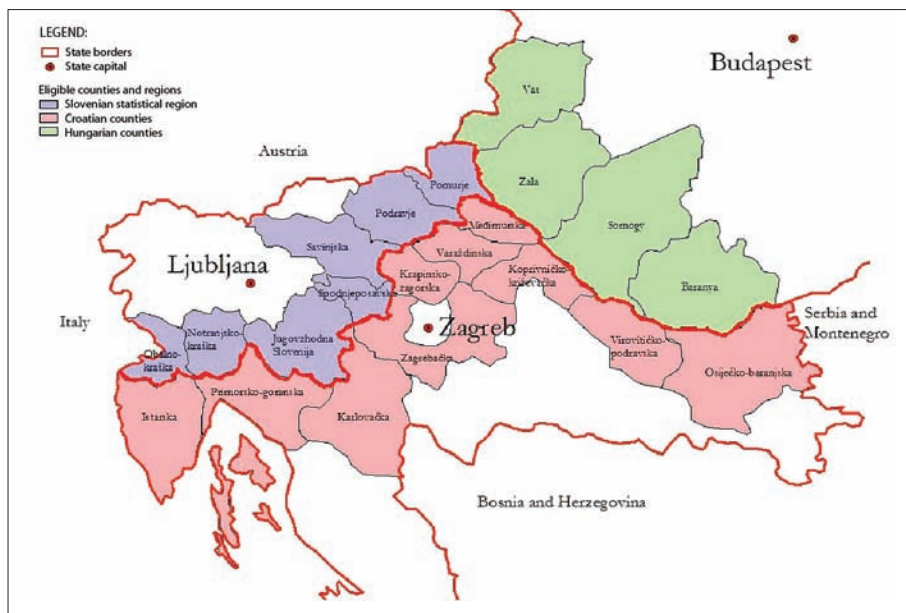 LEGEND:
State borders
State capital
Eligible counties and regions
Slovenian statistical region
Croatian counties
Hungarian counties
Budapest
Vas
Austria
Pomurje
Zala
Podravje
Somogy
Međimurska
Savinjska
Varaždinska
Ljubljana
Krapinsko-
zagorska
Koprivničko-
križevačka
Spodnjeposavska
Baranya
Serbia and
Montenegro
Italy
Zagreb
Notranjsko-
kraška
Jugovzhodna
Slovenija
Obalno-
kraška
Zagrebačka
Virovitičko-
podravska
Osiječko-baranjska
Primorsko-goranska
Istarska
Karlovačka
Bosnia and Herzegovina